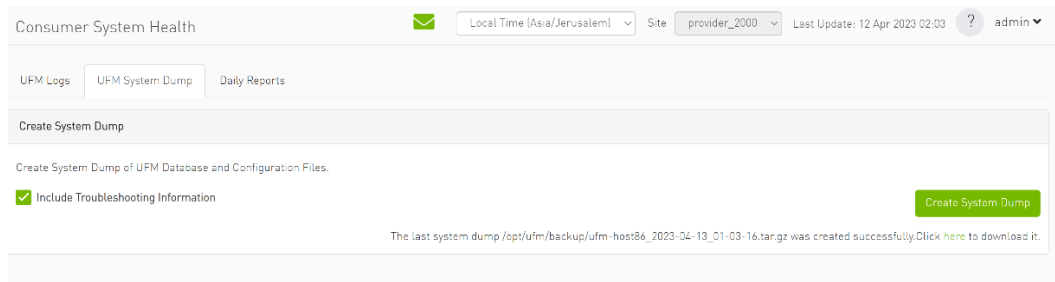 Consumer System Health
Local Time (Asia/Jerusalem) Site provider_2000 Last Update: 12 Apr 2023 02:03 ? admin
UFM Logs UFM System Dump Daily Reports
Create System Dump
Create System Dump of UFM Database and Configuration Files.
Include Troubleshooting Information
Create System Dump
The last system dump /opt/ufm/backup/ufm-host86_2023-04-13_01-03-16.tar.gz was created successfully.Click here to download it.